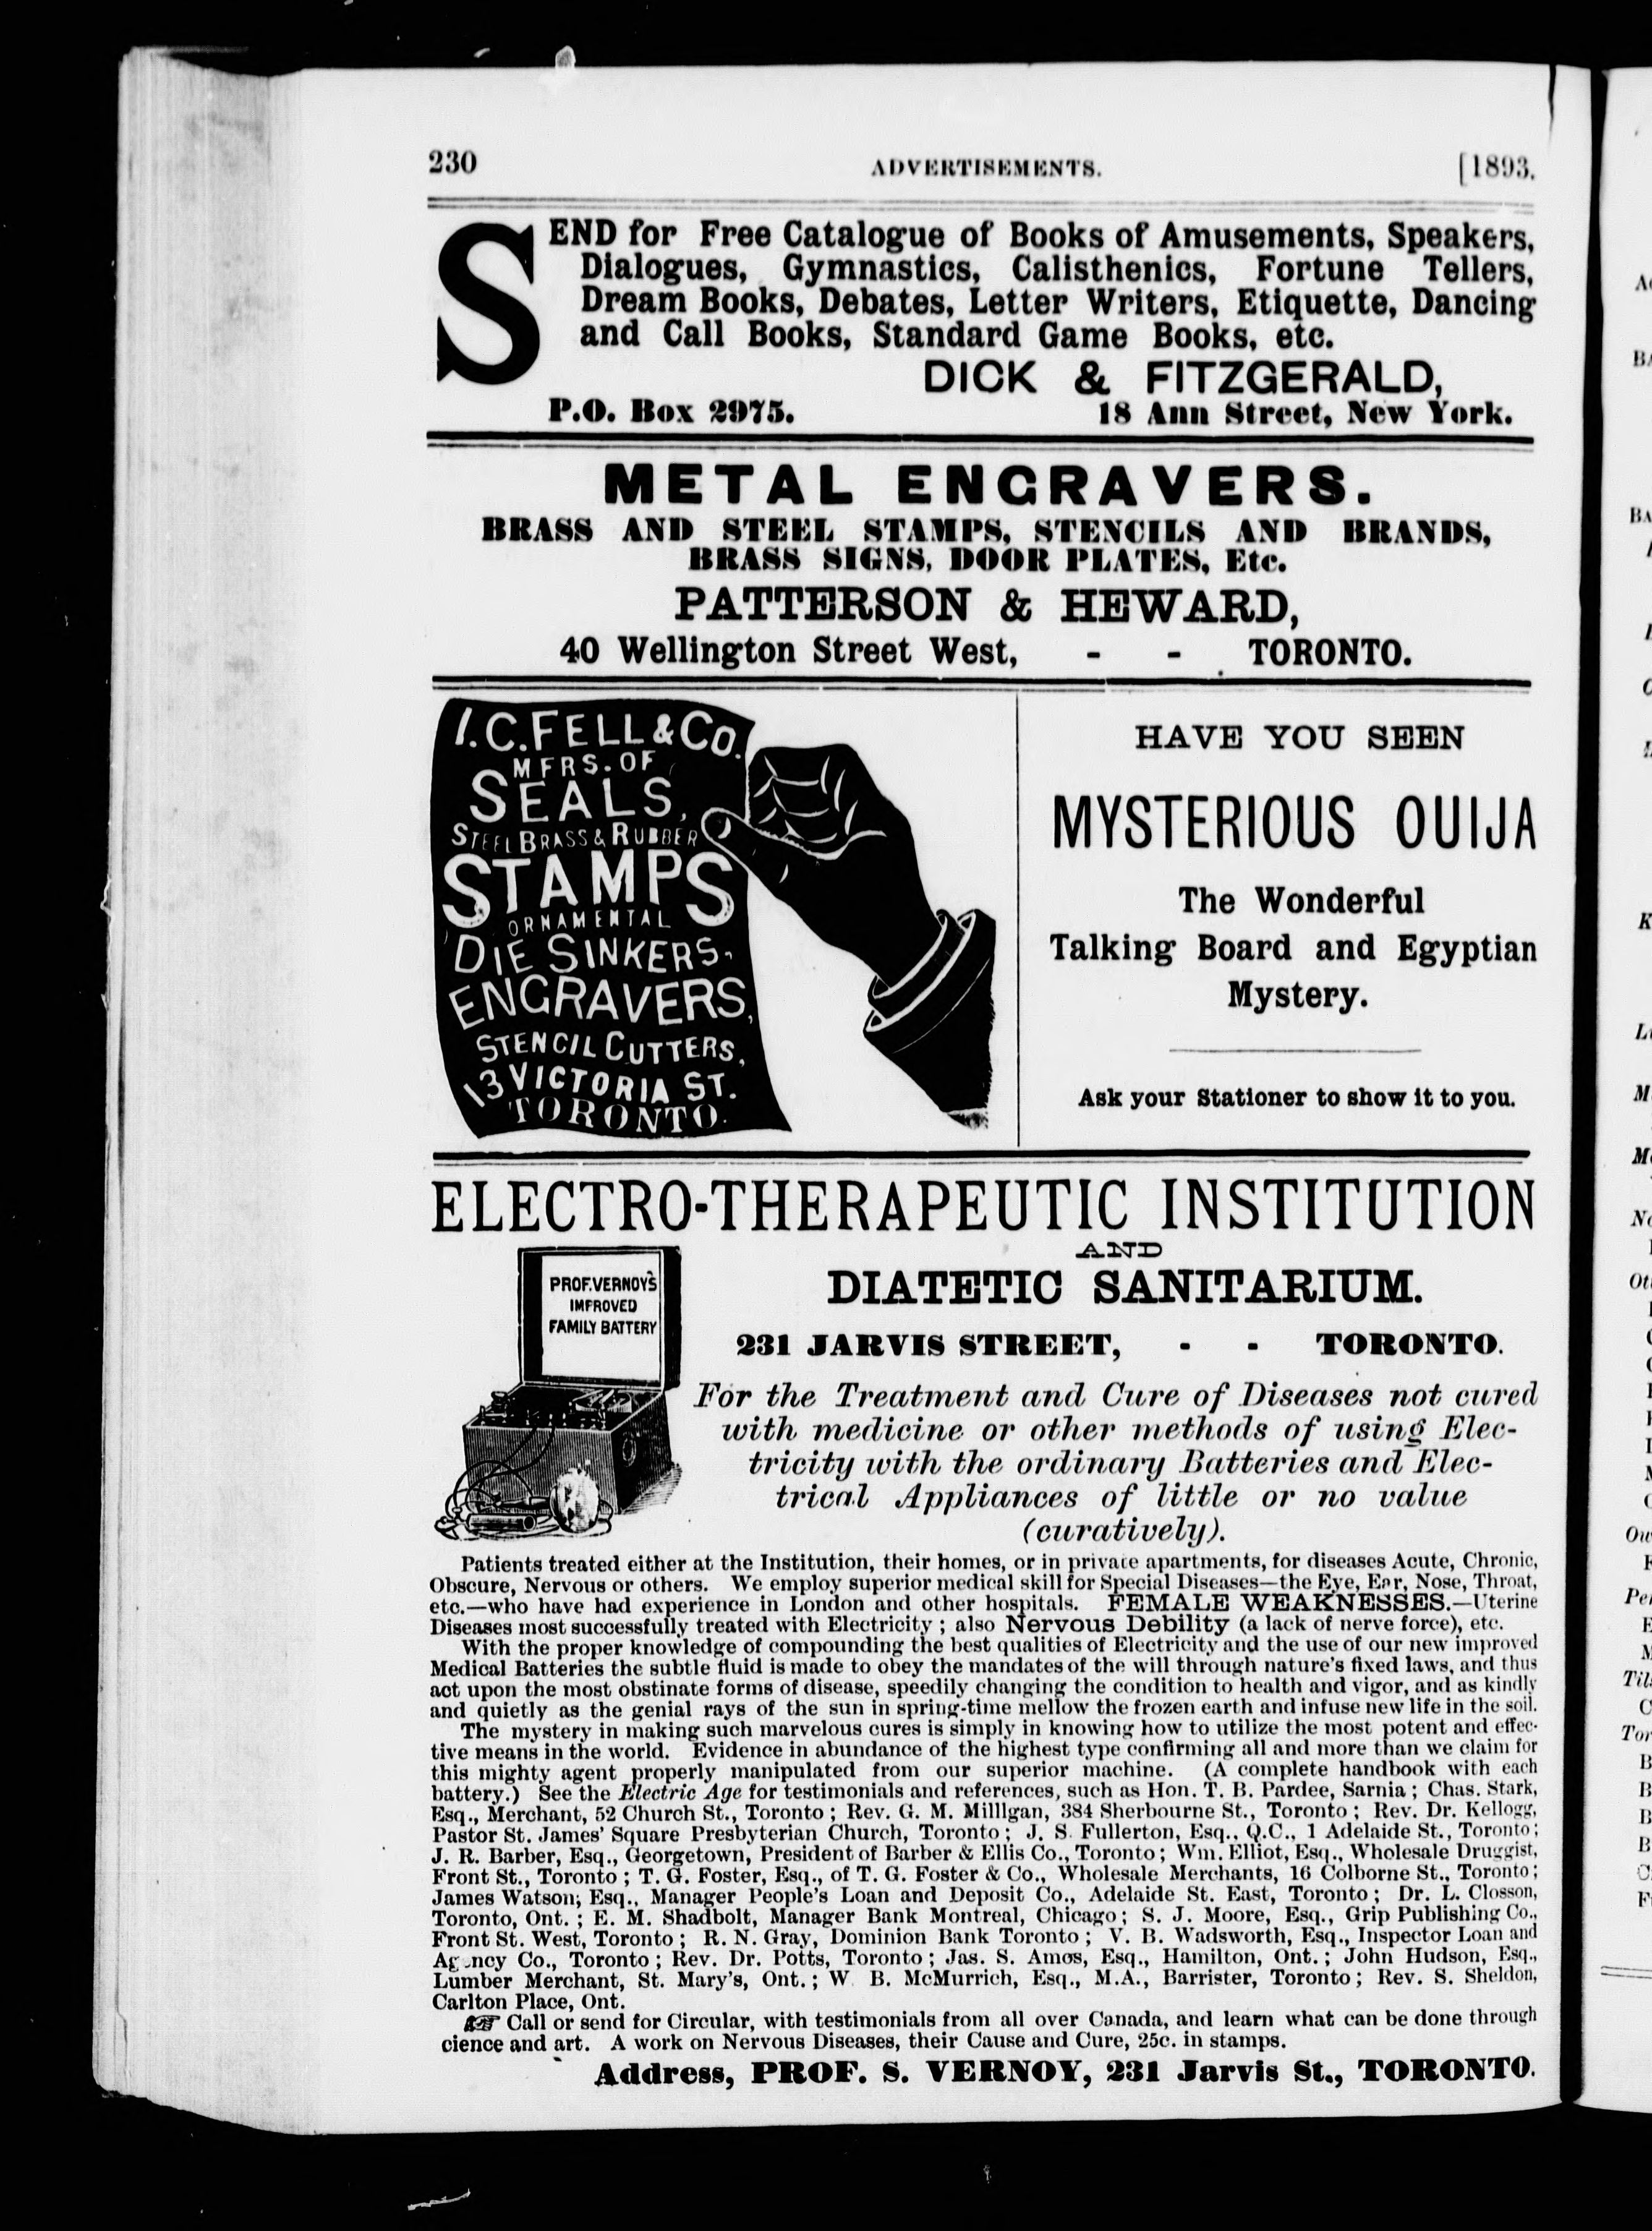 230 ADVERTISEMENTS. [1893.
SEND for Free Catalogue of Books of Amusements, Speakers,
Dialogues, Gymnastics, Calisthenics, Fortune Tellers,
Dream Books, Debates, Letter Writers, Etiquette, Dancing
and Call Books, Standard Game Books, etc.
DICK & FITZGERALD,
P.O. Box 2975. 18 Ann Street, New York.
METAL ENGRAVERS.
BRASS AND STEEL STAMPS, STENCILS AND BRANDS,
BRASS SIGNS, DOOR PLATES, Etc.
PATTERSON & HEWARD,
40 Wellington Street West, - - TORONTO.
I.C. FELL & CO.
MFRS. OF
SEALS,
STEEL BRASS & RUBBER
STAMPS
ORNAMENTAL
DIE SINKERS,
ENGRAVERS,
STENCIL CUTTERS,
13 VICTORIA ST.
TORONTO.
HAVE YOU SEEN
MYSTERIOUS OUIJA
The Wonderful
Talking Board and Egyptian
Mystery.
Ask your Stationer to show it to you.
ELECTRO-THERAPEUTIC INSTITUTION
AND
DIATETIC SANITARIUM.
231 JARVIS STREET, - - TORONTO.
PROF. VERNOY'S
IMPROVED
FAMILY BATTERY
For the Treatment and Cure of Diseases not cured
with medicine or other methods of using Elec-
tricity with the ordinary Batteries and Elec-
trical Appliances of little or no value
(curatively).
Patients treated either at the Institution, their homes, or in private apartments, for diseases Acute, Chronic,
Obscure, Nervous or others. We employ superior medical skill for Special Diseases—the Eye, Ear, Nose, Throat,
etc.—who have had experience in London and other hospitals. FEMALE WEAKNESSES.—Uterine
Diseases most successfully treated with Electricity; also Nervous Debility (a lack of nerve force), etc.
With the proper knowledge of compounding the best qualities of Electricity and the use of our new improved
Medical Batteries the subtle fluid is made to obey the mandates of the will through nature's fixed laws, and thus
act upon the most obstinate forms of disease, speedily changing the condition to health and vigor, and as kindly
and quietly as the genial rays of the sun in spring-time mellow the frozen earth and infuse new life in the soil.
The mystery in making such marvelous cures is simply in knowing how to utilize the most potent and effec-
tive means in the world. Evidence in abundance of the highest type confirming all and more than we claim for
this mighty agent properly manipulated from our superior machine. (A complete handbook with each
battery.) See the Electric Age for testimonials and references, such as Hon. T. B. Pardee, Sarnia; Chas. Stark,
Esq., Merchant, 52 Church St., Toronto; Rev. G. M. Milllgan, 384 Sherbourne St., Toronto; Rev. Dr. Kellogg,
Pastor St. James' Square Presbyterian Church, Toronto; J. S. Fullerton, Esq., Q.C., 1 Adelaide St., Toronto;
J. R. Barber, Esq., Georgetown, President of Barber & Ellis Co., Toronto; Wm. Elliot, Esq., Wholesale Druggist,
Front St., Toronto; T. G. Foster, Esq., of T. G. Foster & Co., Wholesale Merchants, 16 Colborne St., Toronto;
James Watson, Esq., Manager People's Loan and Deposit Co., Adelaide St. East, Toronto; Dr. L. Closson,
Toronto, Ont.; E. M. Shadbolt, Manager Bank Montreal, Chicago; S. J. Moore, Esq., Grip Publishing Co.,
Front St. West, Toronto; R. N. Gray, Dominion Bank Toronto; V. B. Wadsworth, Esq., Inspector Loan and
Agency Co., Toronto; Rev. Dr. Potts, Toronto; Jas. S. Amos, Esq., Hamilton, Ont.; John Hudson, Esq.,
Lumber Merchant, St. Mary's, Ont.; W. B. McMurrich, Esq., M.A., Barrister, Toronto; Rev. S. Sheldon,
Carlton Place, Ont.
☞ Call or send for Circular, with testimonials from all over Canada, and learn what can be done through
cience and art. A work on Nervous Diseases, their Cause and Cure, 25c. in stamps.
Address, PROF. S. VERNOY, 231 Jarvis St., TORONTO.